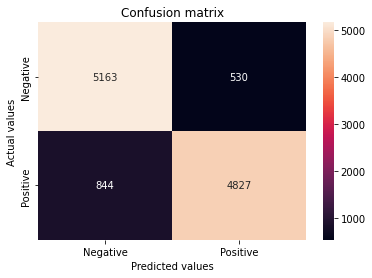 Confusion matrix
Actual values
Negative
Positive
5163
530
844
4827
Negative
Positive
Predicted values
5000
4000
3000
2000
1000